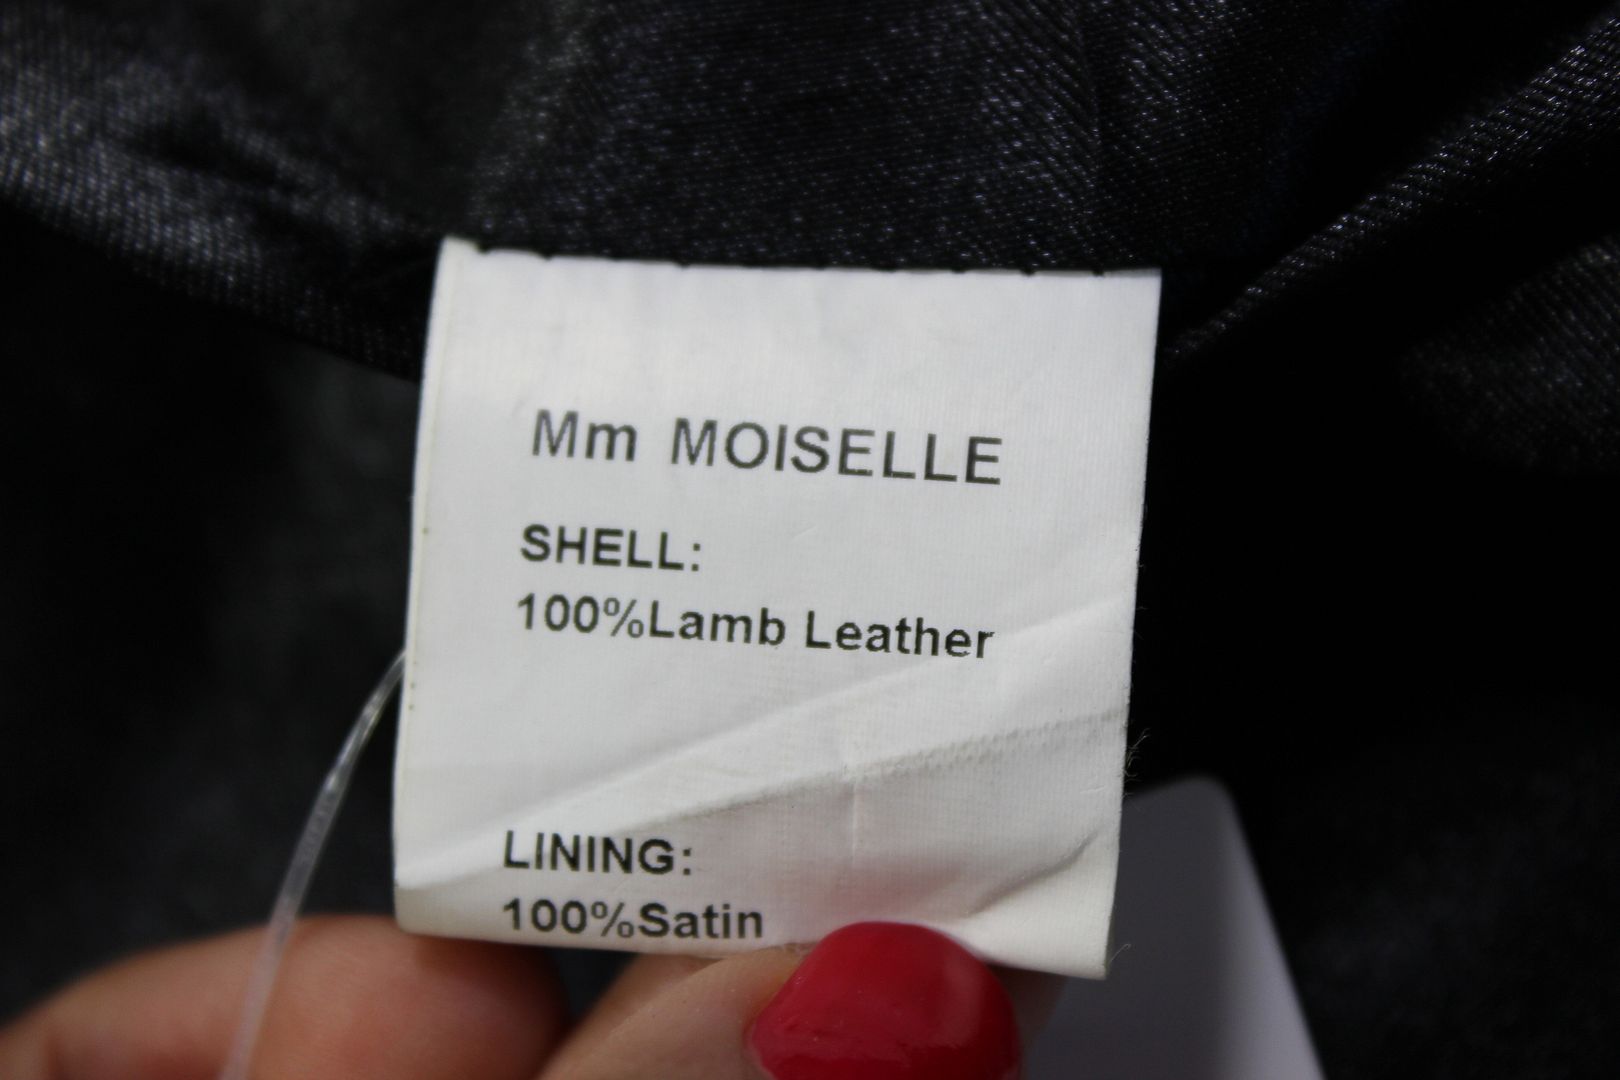 Mm MOISELLE
SHELL:
100%Lamb Leather
LINING:
100%Satin